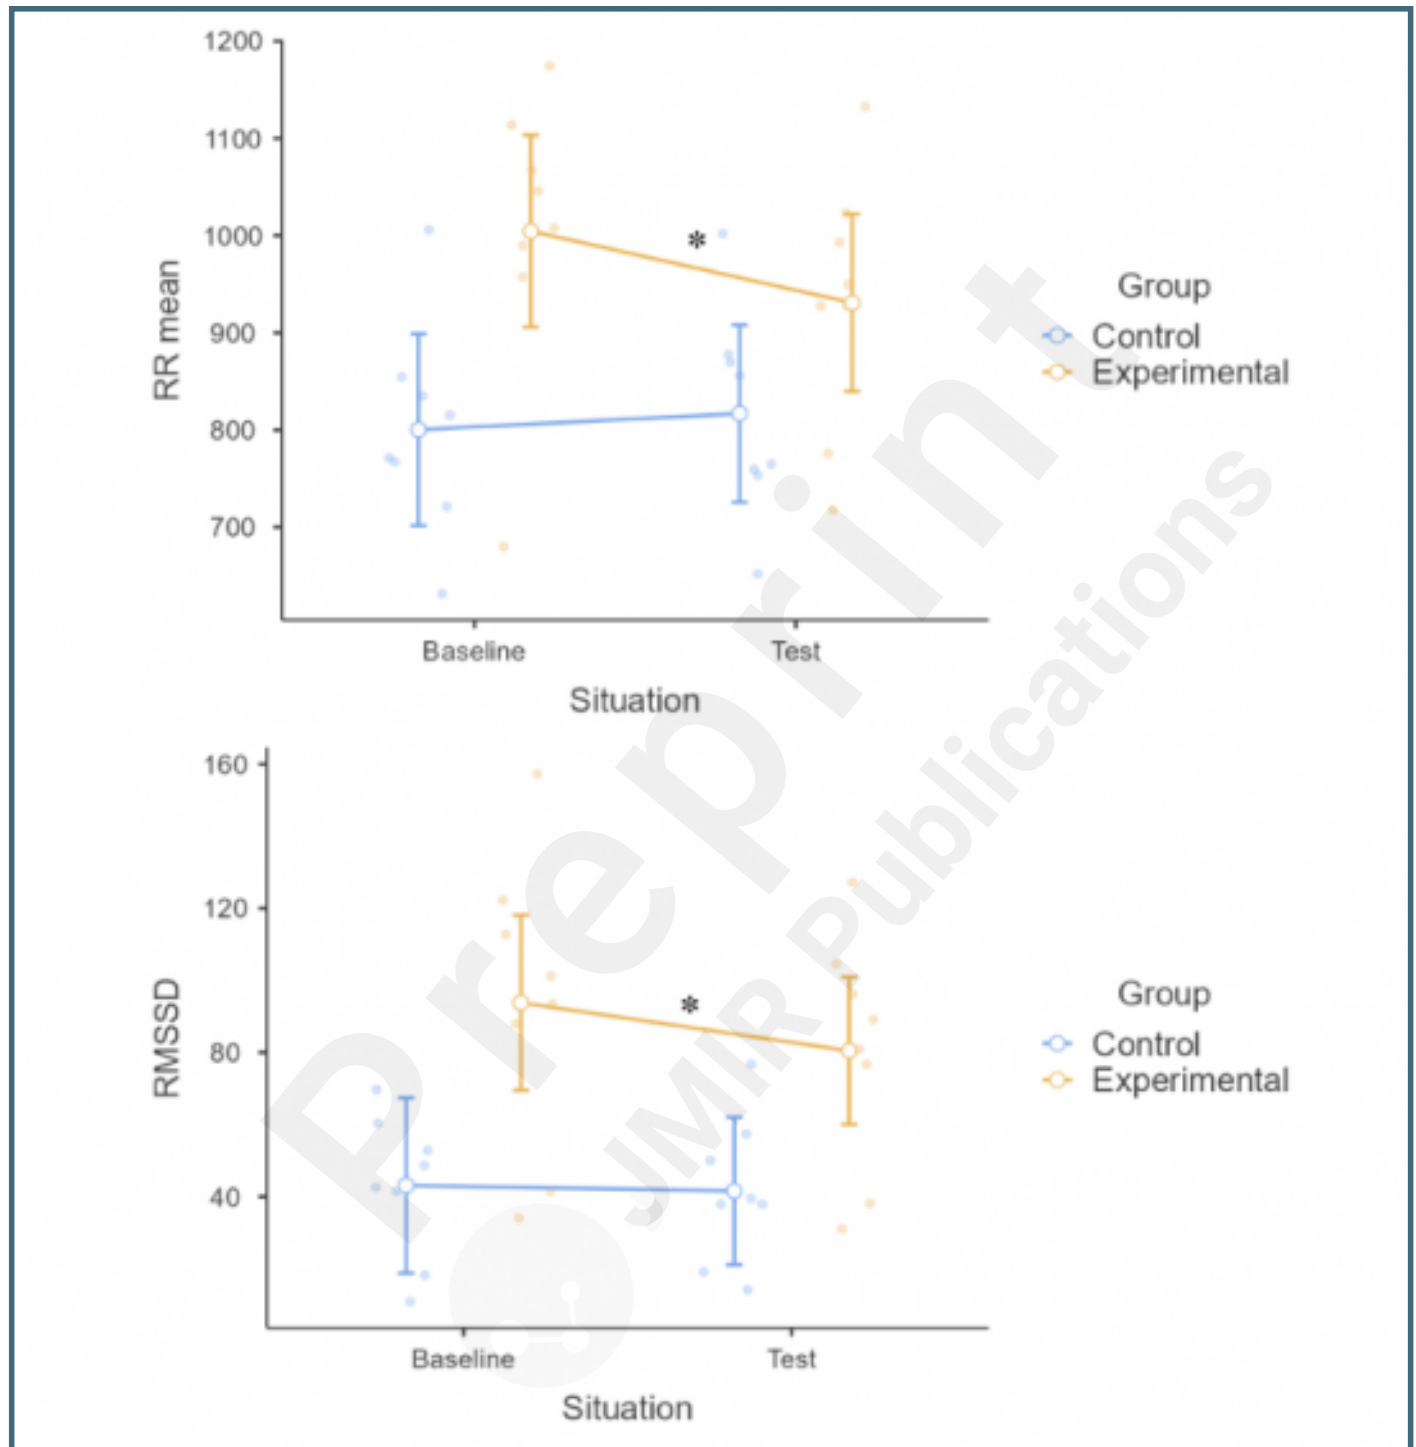 1200
1100
1000
900
800
700
RR mean
*
Baseline Test
Situation
Group
Control
Experimental
160
120
80
40
RMSSD
*
Baseline Test
Situation
Group
Control
Experimental
Preprint
JMIR Publications